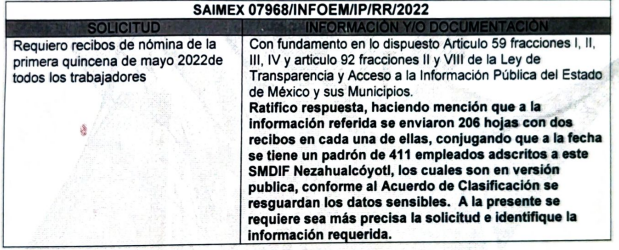 SAIMEX 07968/INFOEM/IP/RR/2022
SOLICITUD
INFORMACIÓN Y/O DOCUMENTACIÓN
Requiero recibos de nómina de la
primera quincena de mayo 2022de
todos los trabajadores
Con fundamento en lo dispuesto Articulo 59 fracciones I, II,
III, IV y articulo 92 fracciones II y VIII de la Ley de
Transparencia y Acceso a la Información Pública del Estado
de México y sus Municipios.
Ratifico respuesta, haciendo mención que a la
información referida se enviaron 206 hojas con dos
recibos en cada una de ellas, conjugando que a la fecha
se tiene un padrón de 411 empleados adscritos a este
SMDIF Nezahualcóyotl, los cuales son en versión
publica, conforme al Acuerdo de Clasificación se
resguardan los datos sensibles. A la presente se
requiere sea más precisa la solicitud e identifique la
información requerida.